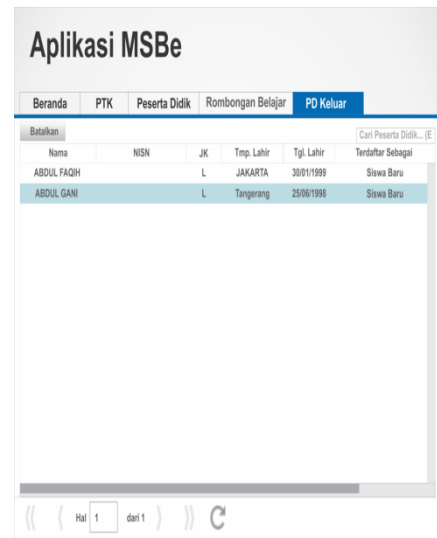 Aplikasi MSBe
Beranda PTK Peserta Didik Rombongan Belajar PD Keluar
Batalkan Cari Peserta Didik... (E
Nama NISN JK Tmp. Lahir Tgl. Lahir Terdaftar Sebagai
ABDUL FAQIH L JAKARTA 30/01/1999 Siswa Baru
ABDUL GANI L Tangerang 25/06/1998 Siswa Baru
Hal 1 dari 1